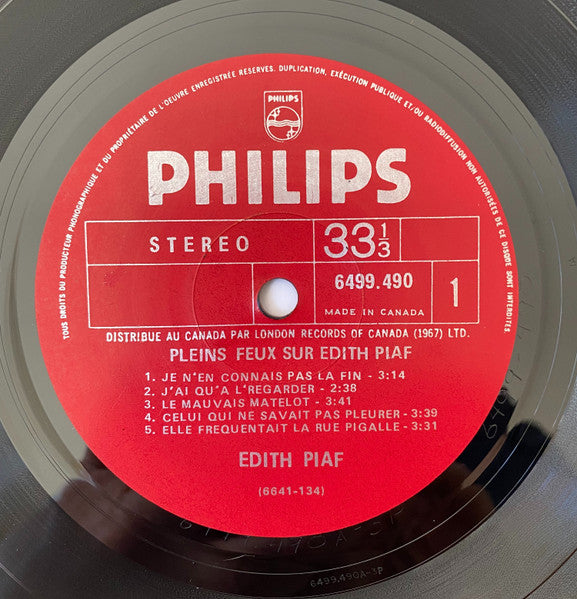 TOUS DROITS DU PRODUCTEUR PHONOGRAPHIQUE ET DU PROPRIÉTAIRE DE L'OEUVRE ENREGISTRÉE RESERVES. DUPLICATION, EXÉCUTION PUBLIQUE ET/OU RADIODIFFUSION NON AUTORISÉES DE CE DISQUE SONT INTERDITES
PHILIPS
PHILIPS
STEREO
33 1/3
6499.490
1
MADE IN CANADA
DISTRIBUE AU CANADA PAR LONDON RECORDS OF CANADA (1967) LTD.
PLEINS FEUX SUR EDITH PIAF
1. JE N'EN CONNAIS PAS LA FIN - 3:14
2. J'AI QU'A L'REGARDER - 2:38
3. LE MAUVAIS MATELOT - 3:41
4. CELUI QUI NE SAVAIT PAS PLEURER - 3:39
5. ELLE FREQUENTAIT LA RUE PIGALLE - 3:31
EDITH PIAF
(6641-134)
6499.490A-3P